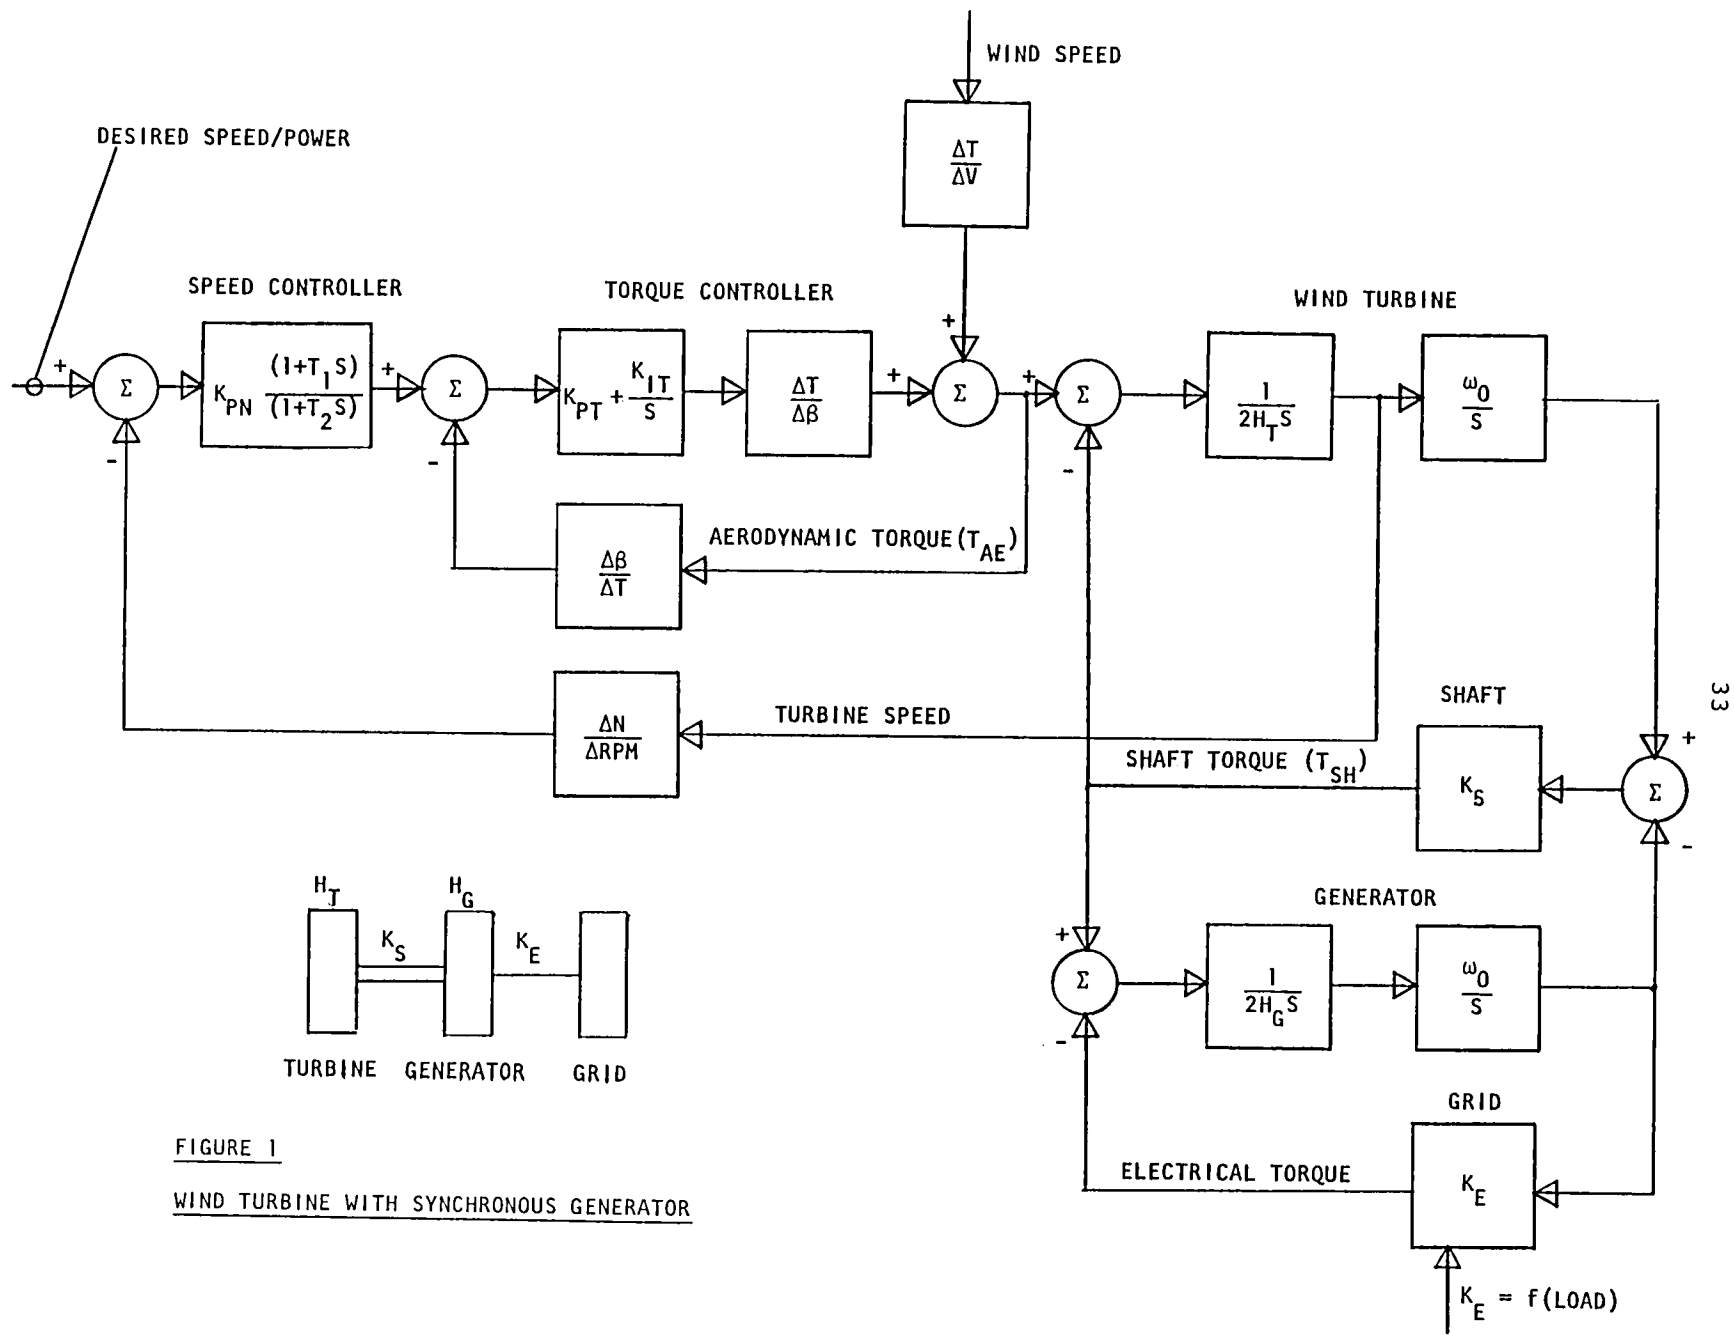 WIND SPEED
ΔT
ΔV
DESIRED SPEED/POWER
SPEED CONTROLLER
TORQUE CONTROLLER
WIND TURBINE
+
Σ
K_PN (1+T_1 S)
(1+T_2 S)
+
Σ
K_PT + K_IT
S
ΔT
Δβ
+
+
Σ
+
Σ
1
2H_T S
ω_0
S
-
-
-
Δβ
ΔT
AERODYNAMIC TORQUE(T_AE)
ΔN
ΔRPM
TURBINE SPEED
SHAFT
33
SHAFT TORQUE (T_SH)
K_S
+
Σ
-
GENERATOR
+
Σ
-
1
2H_G S
ω_0
S
H_T
H_G
K_S
K_E
TURBINE GENERATOR GRID
GRID
ELECTRICAL TORQUE
K_E
K_E = f(LOAD)
FIGURE 1
WIND TURBINE WITH SYNCHRONOUS GENERATOR